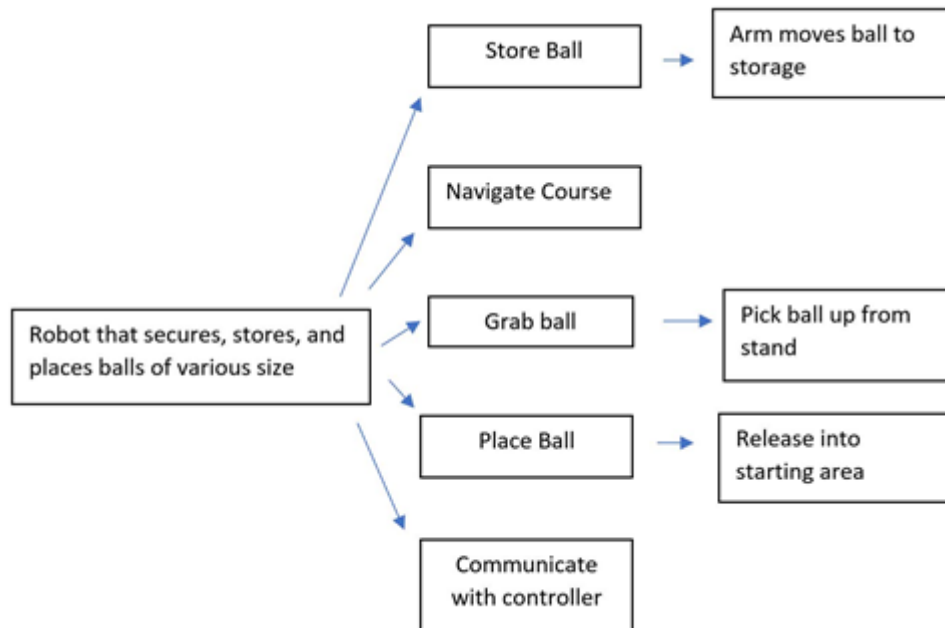 Store Ball
Arm moves ball to
storage
Navigate Course
Robot that secures, stores, and
places balls of various size
Grab ball
Pick ball up from
stand
Place Ball
Release into
starting area
Communicate
with controller